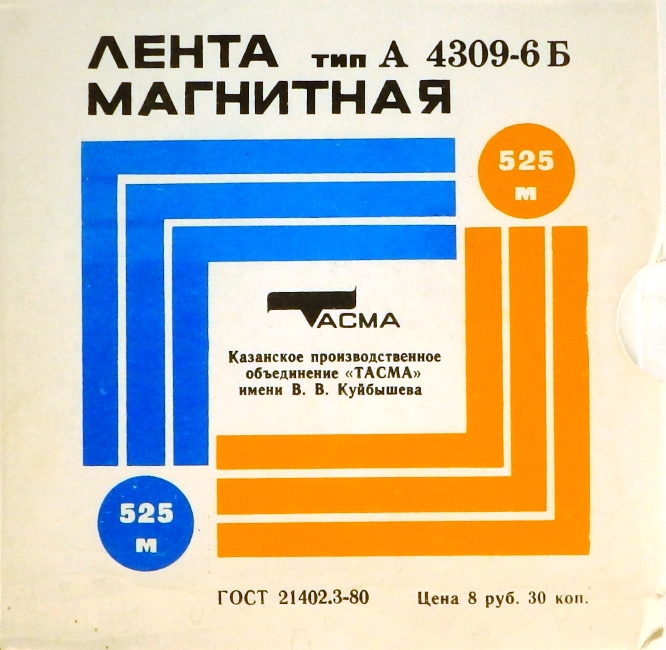 ЛЕНТА тип А 4309-6 Б
МАГНИТНАЯ
525
м
ТАСМА
Казанское производственное
объединение «ТАСМА»
имени В. В. Куйбышева
525
м
ГОСТ 21402.3-80 Цена 8 руб. 30 коп.